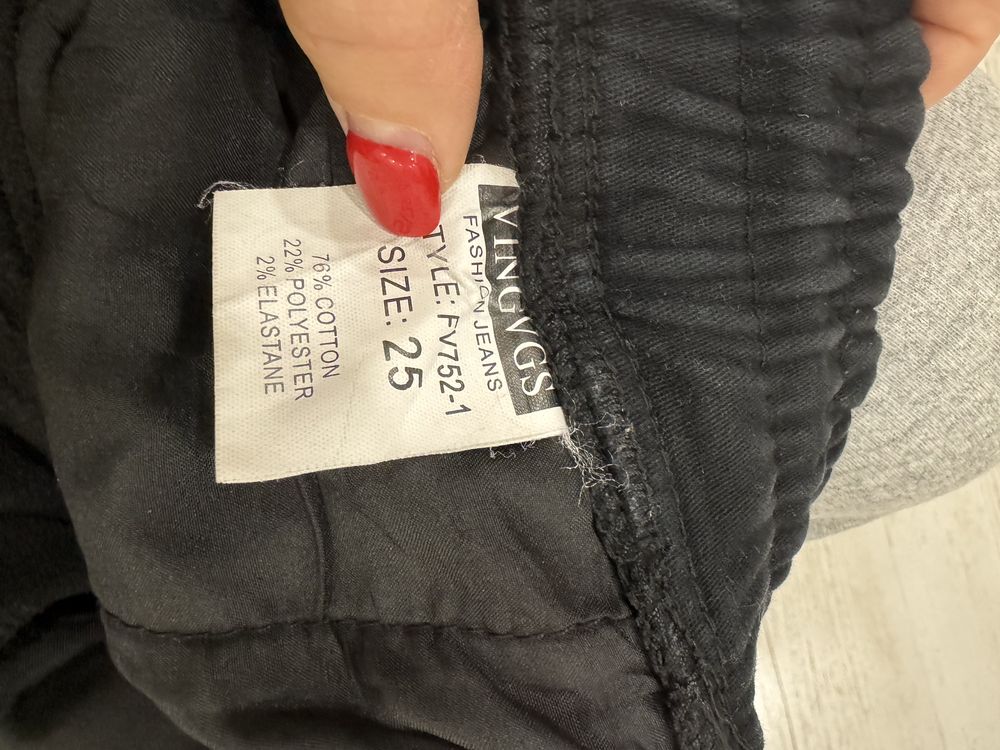 VINGVGS
FASHION JEANS
STYLE: FV752-1
SIZE: 25
76% COTTON
22% POLYESTER
2% ELASTANE